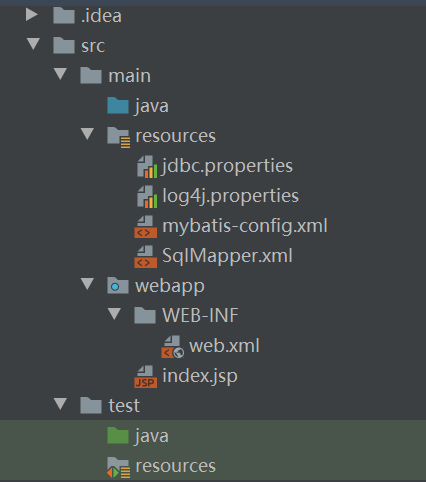 .idea
src
main
java
resources
jdbc.properties
log4j.properties
mybatis-config.xml
SqlMapper.xml
webapp
WEB-INF
web.xml
index.jsp
test
java
resources